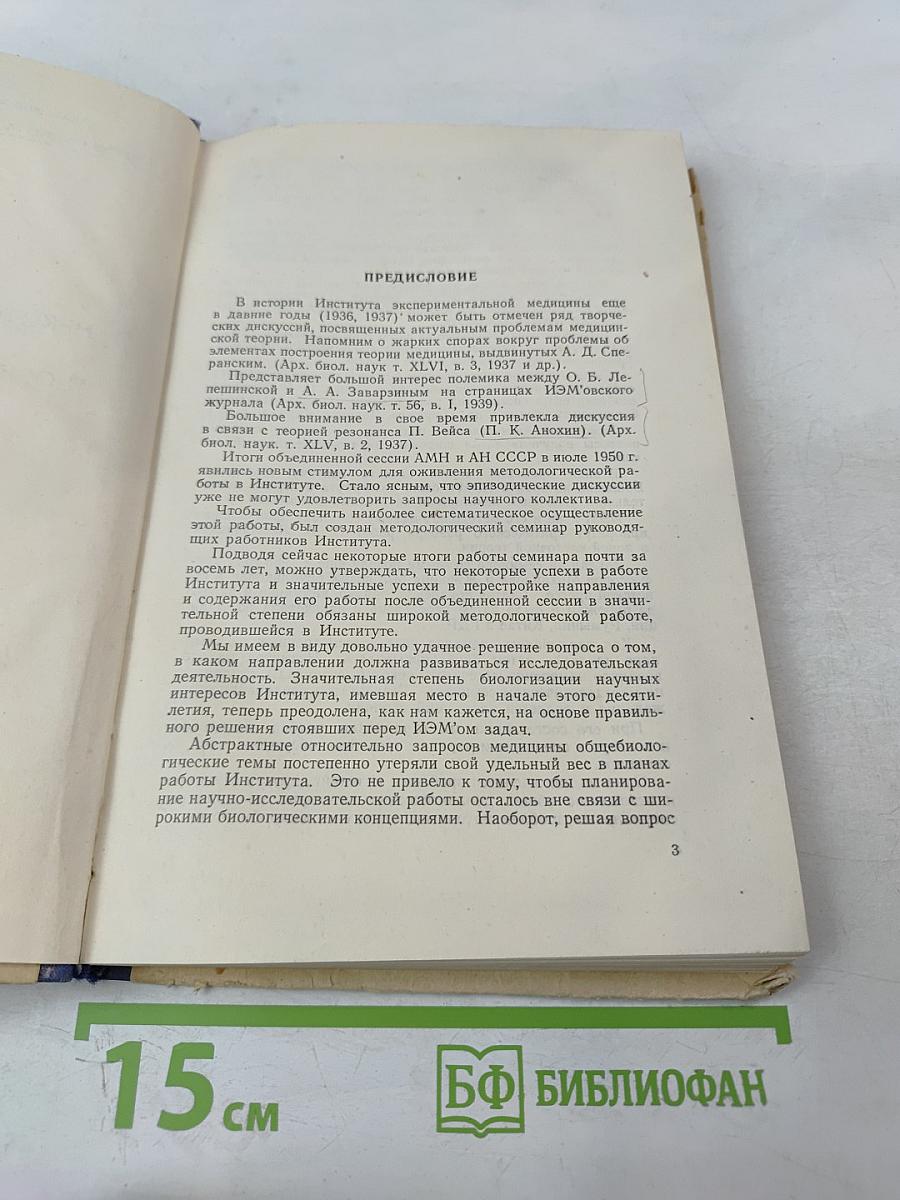 ПРЕДИСЛОВИЕ
В истории Института экспериментальной медицины еще
в давние годы (1936, 1937) может быть отмечен ряд творче-
ских дискуссий, посвященных актуальным проблемам медицин-
ской теории. Напомним о жарких спорах вокруг проблемы об
элементах построения теории медицины, выдвинутых А. Д. Спе-
ранским. (Арх. биол. наук т. XLVI, в. 3, 1937 и др.).
Представляет большой интерес полемика между О. Б. Ле-
пешинской и А. А. Заварзиным на страницах ИЭМ'овского
журнала (Арх. биол. наук. т. 56, в. I, 1939).
Большое внимание в свое время привлекла дискуссия
в связи с теорией резонанса П. Вейса (П. К. Анохин). (Арх.
биол. наук. т. XLV, в. 2, 1937).
Итоги объединенной сессии АМН и АН СССР в июле 1950 г.
явились новым стимулом для оживления методологической ра-
боты в Институте. Стало ясным, что эпизодические дискуссии
уже не могут удовлетворить запросы научного коллектива.
Чтобы обеспечить наиболее систематическое осуществление
этой работы, был создан методологический семинар руководя-
щих работников Института.
Подводя сейчас некоторые итоги работы семинара почти за
восемь лет, можно утверждать, что некоторые успехи в работе
Института и значительные успехи в перестройке направления
и содержания его работы после объединенной сессии в значи-
тельной степени обязаны широкой методологической работе,
проводившейся в Институте.
Мы имеем в виду довольно удачное решение вопроса о том,
в каком направлении должна развиваться исследовательская
деятельность. Значительная степень биологизации научных
интересов Института, имевшая место в начале этого десяти-
летия, теперь преодолена, как нам кажется, на основе правиль-
ного решения стоявших перед ИЭМ'ом задач.
Абстрактные относительно запросов медицины общебиоло-
гические темы постепенно утеряли свой удельный вес в планах
работы Института. Это не привело к тому, чтобы планирова-
ние научно-исследовательской работы осталось вне связи с ши-
рокими биологическими концепциями. Наоборот, решая вопрос
3
15 см
БФ БИБЛИОФАН